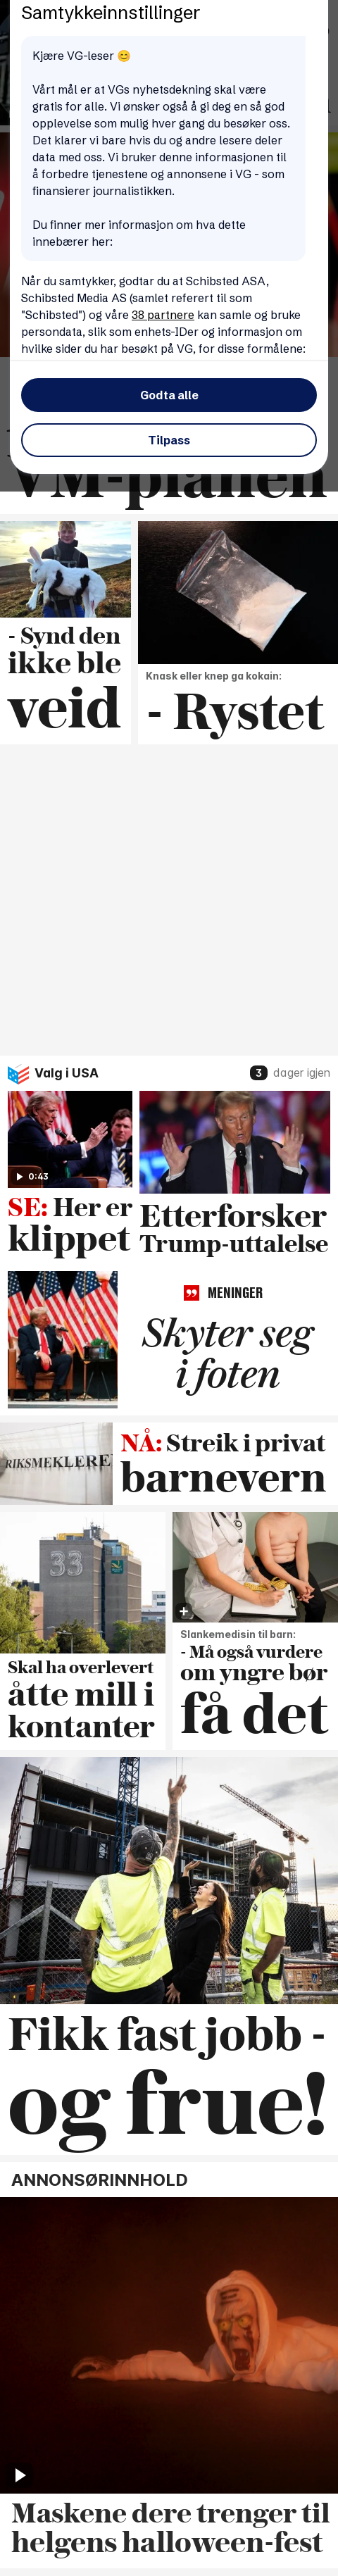 Samtykkeinnstillinger
Kjære VG-leser 😊
Vårt mål er at VGs nyhetsdekning skal være
gratis for alle. Vi ønsker også å gi deg en så god
opplevelse som mulig hver gang du besøker oss.
Det klarer vi bare hvis du og andre lesere deler
data med oss. Vi bruker denne informasjonen til
å forbedre tjenestene og annonsene i VG - som
finansierer journalistikken.
Du finner mer informasjon om hva dette
innebærer her:
Når du samtykker, godtar du at Schibsted ASA,
Schibsted Media AS (samlet referert til som
"Schibsted") og våre 38 partnere kan samle og bruke
persondata, slik som enhets-IDer og informasjon om
hvilke sider du har besøkt på VG, for disse formålene:
Godta alle
Tilpass
VM-planen
- Synd den
ikke ble
veid
Knask eller knep ga kokain:
- Rystet
Valg i USA
3 dager igjen
0:43
SE: Her er
klippet
Etterforsker
Trump-uttalelse
MENINGER
Skyter seg
i foten
RIKSMEKLERE
NÅ: Streik i privat
barnevern
33
Skal ha overlevert
åtte mill i
kontanter
Slankemedisin til barn:
- Må også vurdere
om yngre bør
få det
Fikk fast jobb -
og frue!
ANNONSØRINNHOLD
Maskene dere trenger til
helgens halloween-fest